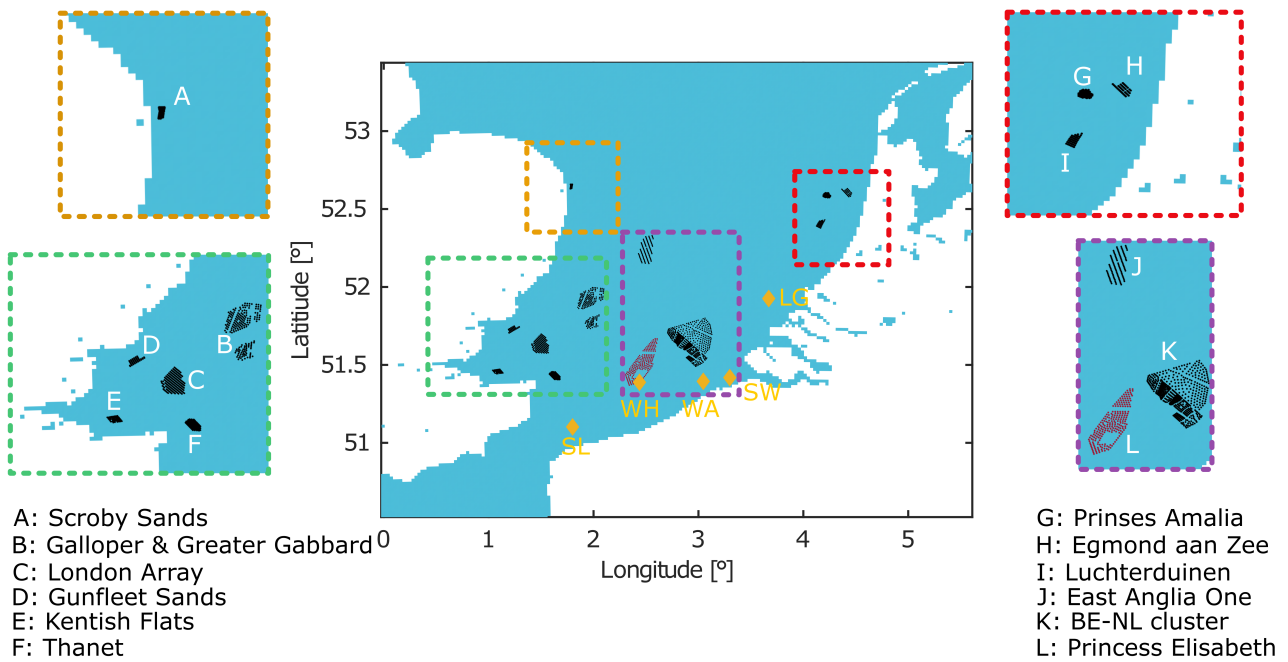 A
B
C
D
E
F
G
H
I
J
K
L
53
52.5
52
51.5
51
Latitude [°]
0
1
2
3
4
5
Longitude [°]
LG
SW
WA
WH
SL
A: Scroby Sands
B: Galloper & Greater Gabbard
C: London Array
D: Gunfleet Sands
E: Kentish Flats
F: Thanet
G: Prinses Amalia
H: Egmond aan Zee
I: Luchterduinen
J: East Anglia One
K: BE-NL cluster
L: Princess Elisabeth